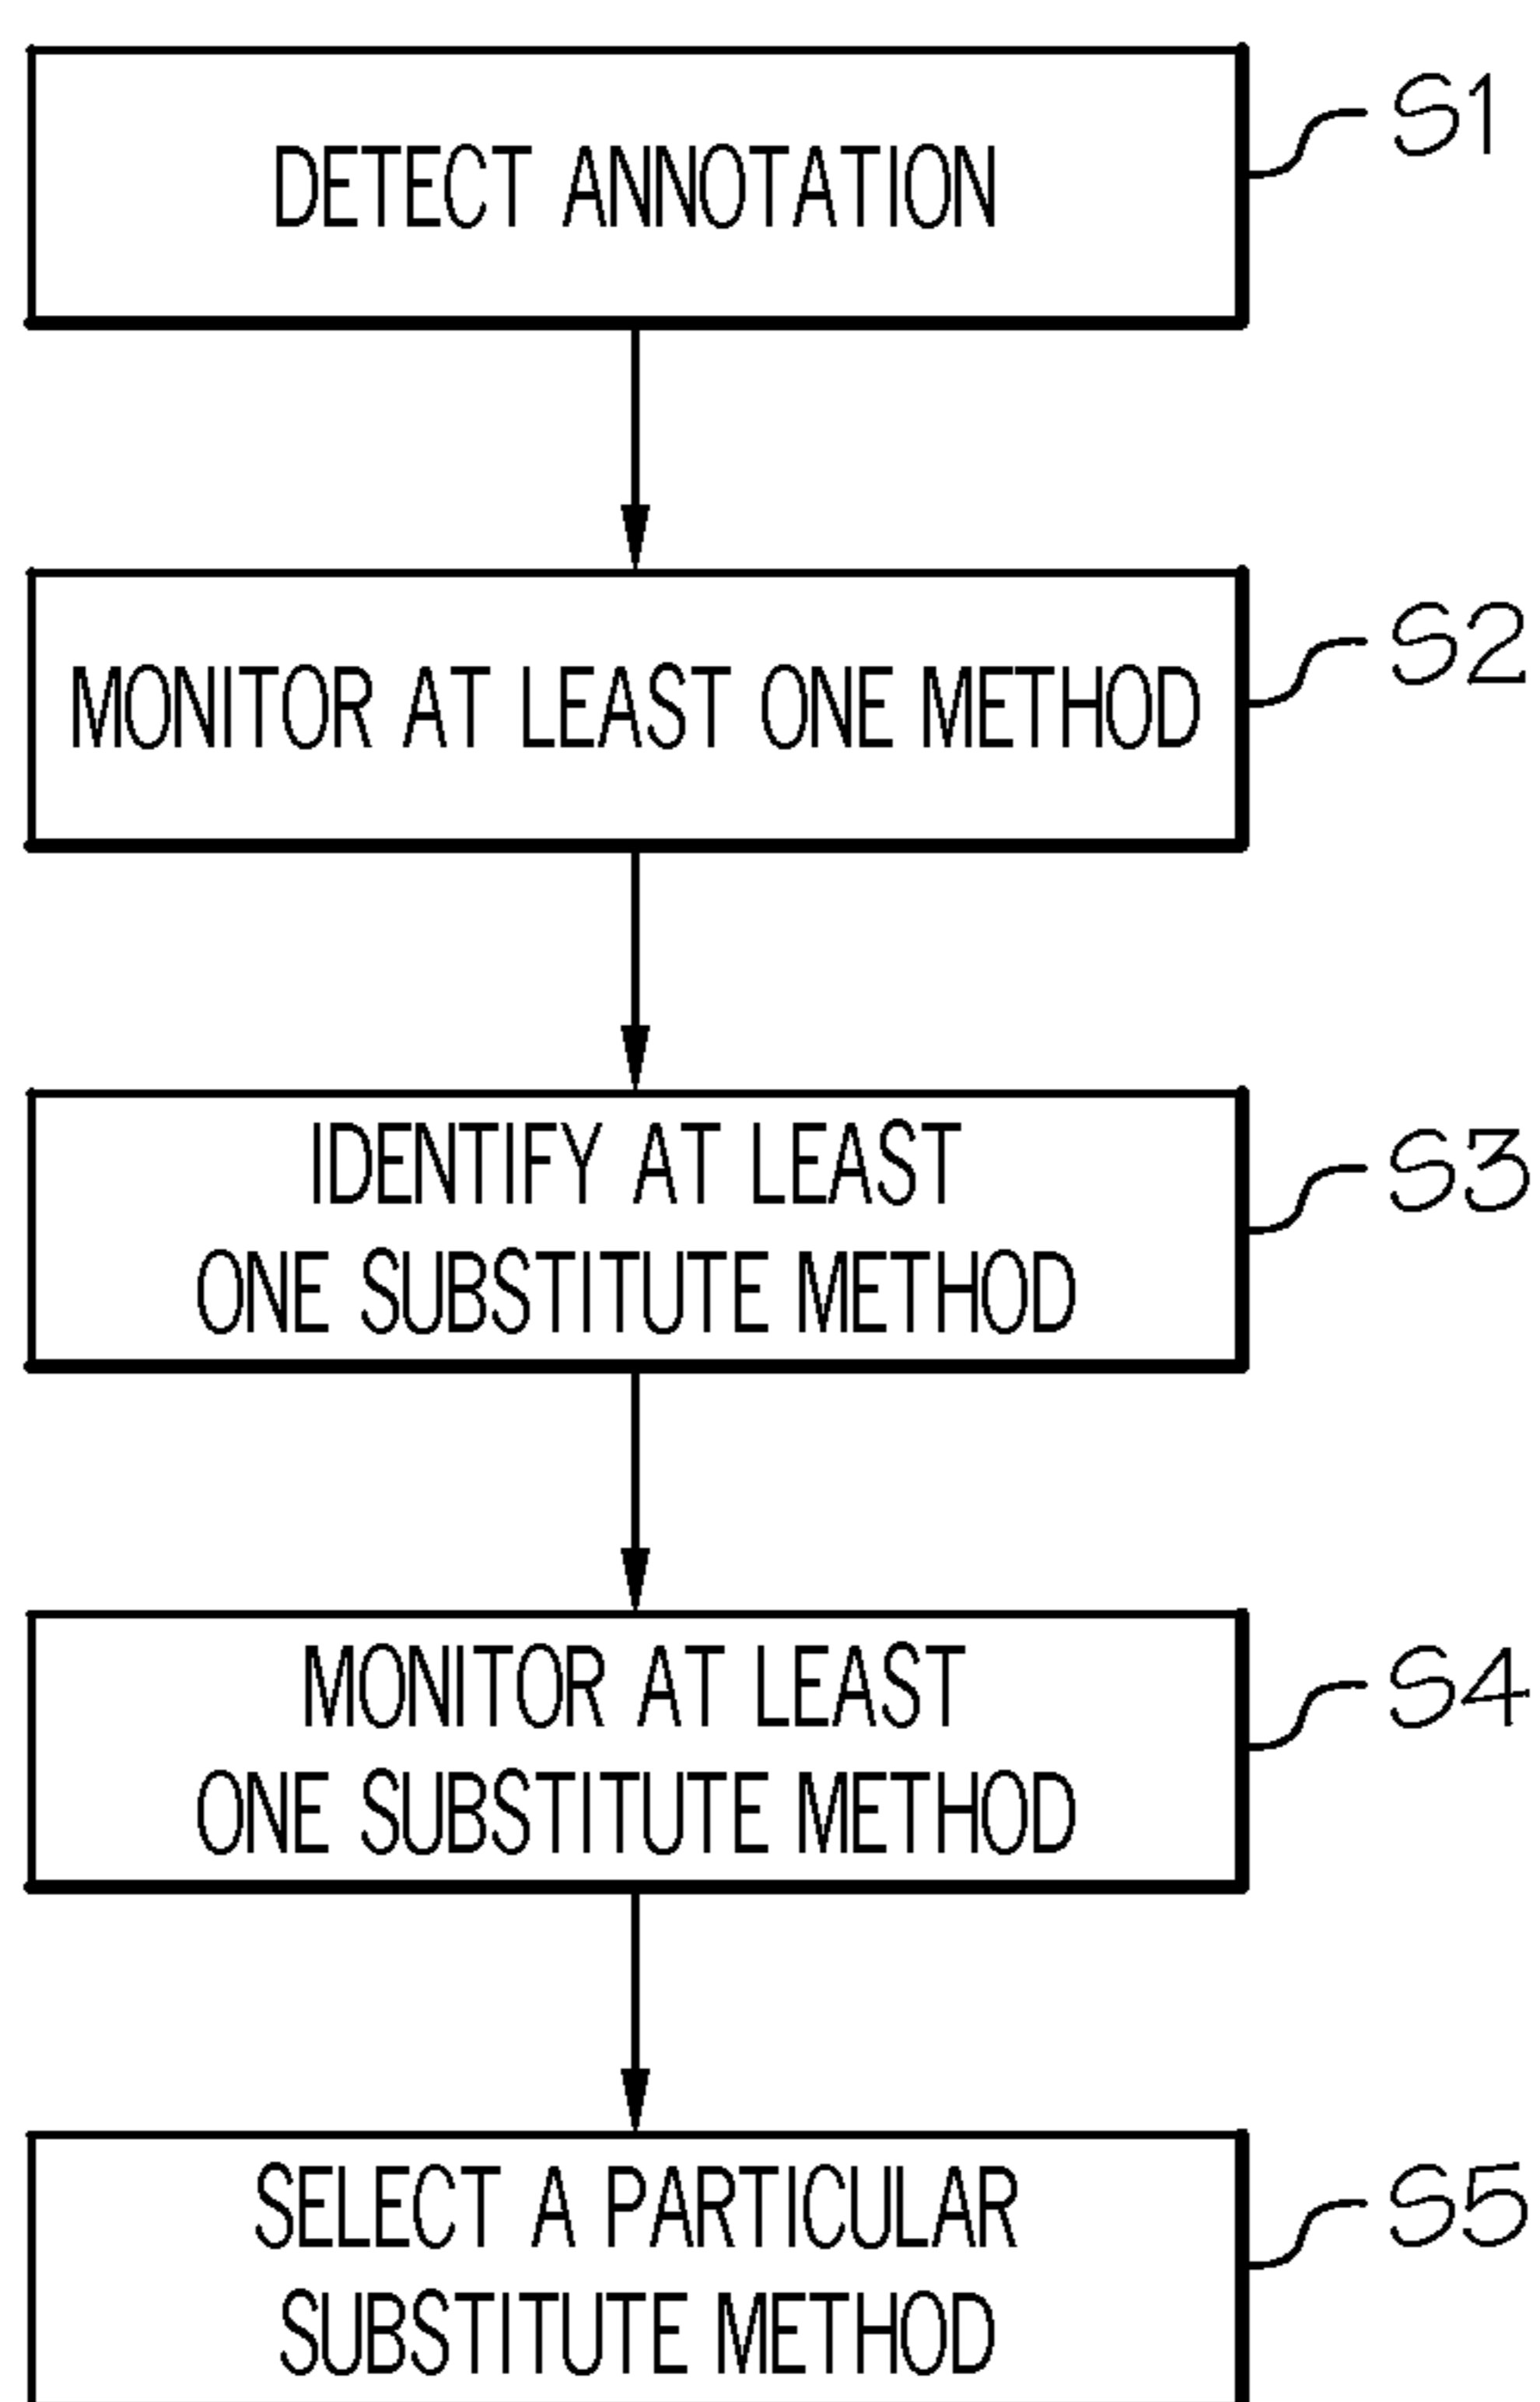 DETECT ANNOTATION
S1
MONITOR AT LEAST ONE METHOD
S2
IDENTIFY AT LEAST
ONE SUBSTITUTE METHOD
S3
MONITOR AT LEAST
ONE SUBSTITUTE METHOD
S4
SELECT A PARTICULAR
SUBSTITUTE METHOD
S5